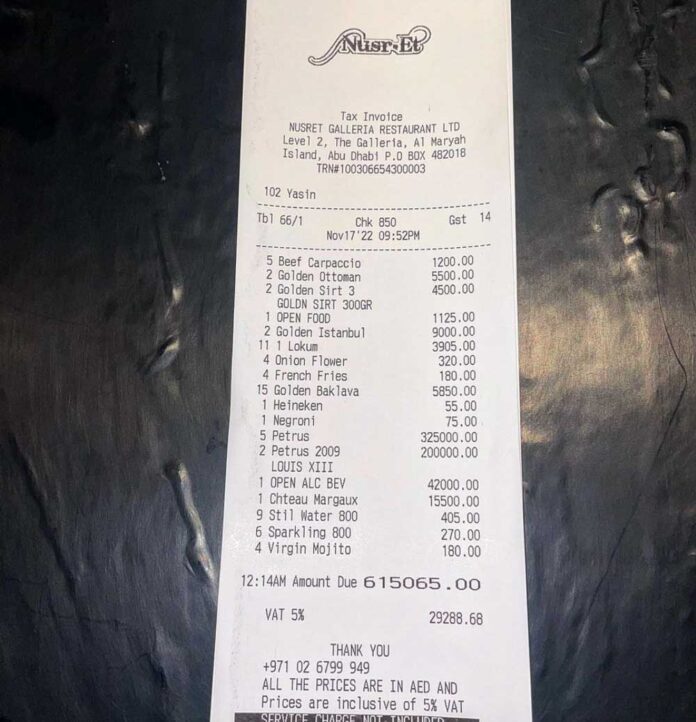 Nusr-Et
Tax Invoice
NUSRET GALLERIA RESTAURANT LTD
Level 2, The Galleria, Al Maryah
Island, Abu Dhabi P.O BOX 482018
TRN#100306654300003
102 Yasin
Tbl 66/1 Chk 850 Gst 14
Nov17'22 09:52PM
5 Beef Carpaccio 1200.00
2 Golden Ottoman 5500.00
2 Golden Sirt 3 4500.00
GOLDN SIRT 300GR
1 OPEN FOOD 1125.00
2 Golden Istanbul 9000.00
11 1 Lokum 3905.00
4 Onion Flower 320.00
4 French Fries 180.00
15 Golden Baklava 5850.00
1 Heineken 55.00
1 Negroni 75.00
5 Petrus 325000.00
2 Petrus 2009 200000.00
LOUIS XIII
1 OPEN ALC BEV 42000.00
1 Chteau Margaux 15500.00
9 Stil Water 800 405.00
6 Sparkling 800 270.00
4 Virgin Mojito 180.00
12:14AM Amount Due 615065.00
VAT 5% 29288.68
THANK YOU
+971 02 6799 949
ALL THE PRICES ARE IN AED AND
Prices are inclusive of 5% VAT
SERVICE CHARGE NOT INCLUDED